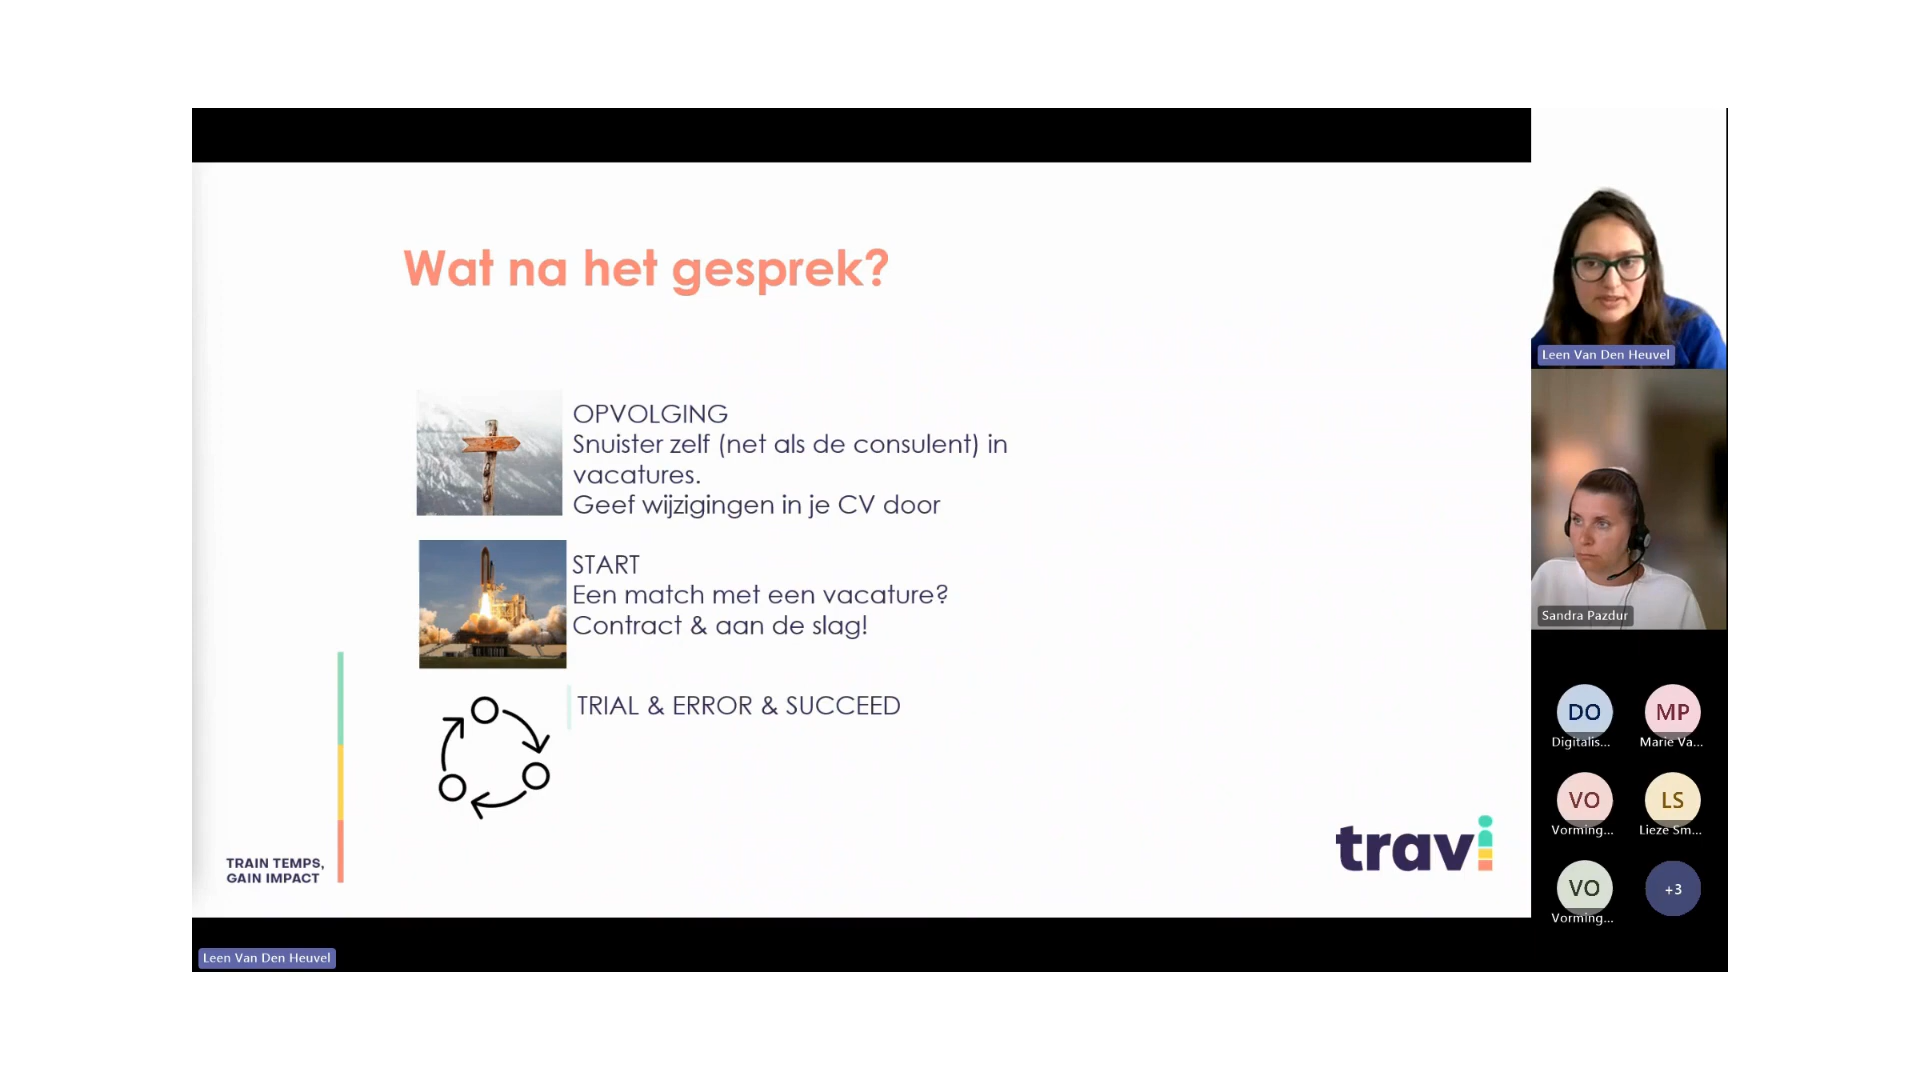 Wat na het gesprek?
OPVOLGING
Snuister zelf (net als de consulent) in
vacatures.
Geef wijzigingen in je CV door
START
Een match met een vacature?
Contract & aan de slag!
TRIAL & ERROR & SUCCEED
TRAIN TEMPS,
GAIN IMPACT
travi
Leen Van Den Heuvel
Leen Van Den Heuvel
Sandra Pazdur
DO
Digitalis...
MP
Marie Va...
VO
Vorming...
LS
Lieze Sm...
VO
Vorming...
+3